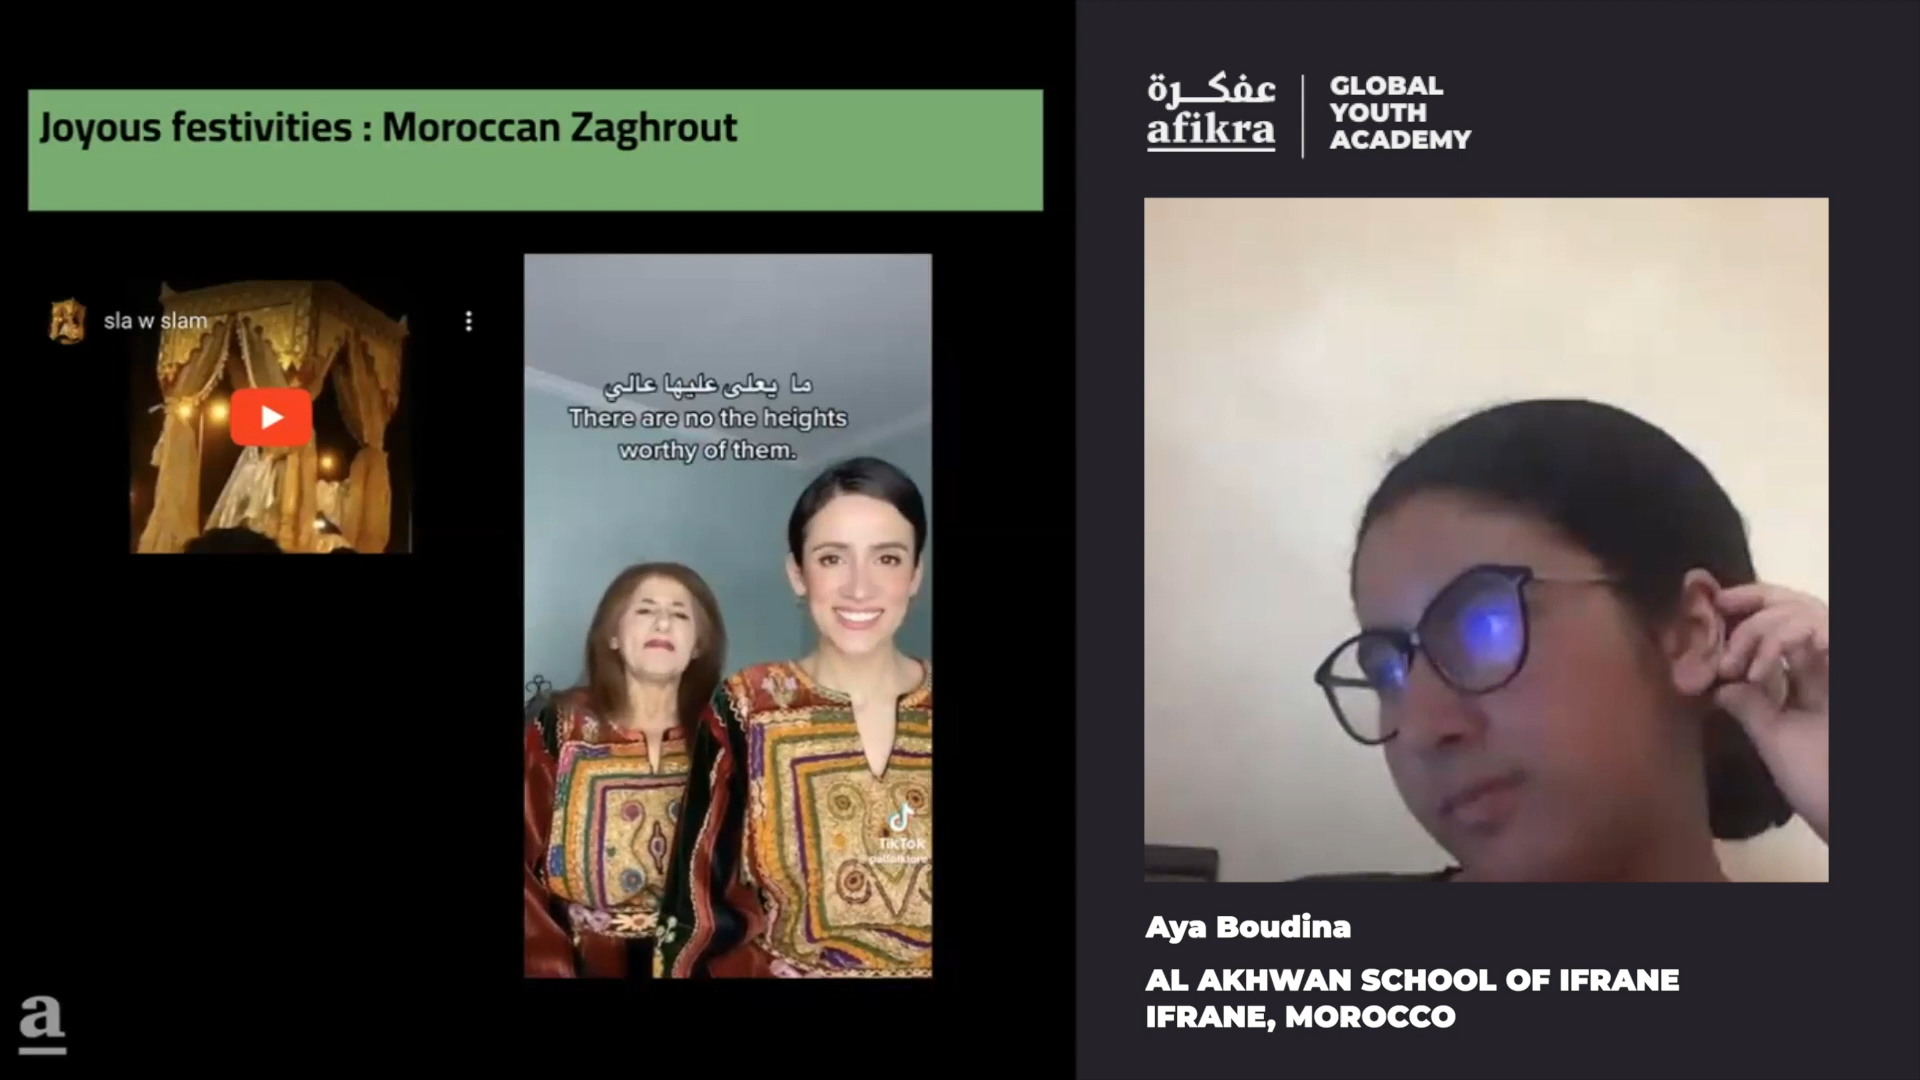 Joyous festivities : Moroccan Zaghrout
sla w slam
ما يعلى عليها عالي
There are no the heights
worthy of them.
TikTok
palfolklore
a
عفكرة
afikra
GLOBAL
YOUTH
ACADEMY
Aya Boudina
AL AKHWAN SCHOOL OF IFRANE
IFRANE, MOROCCO